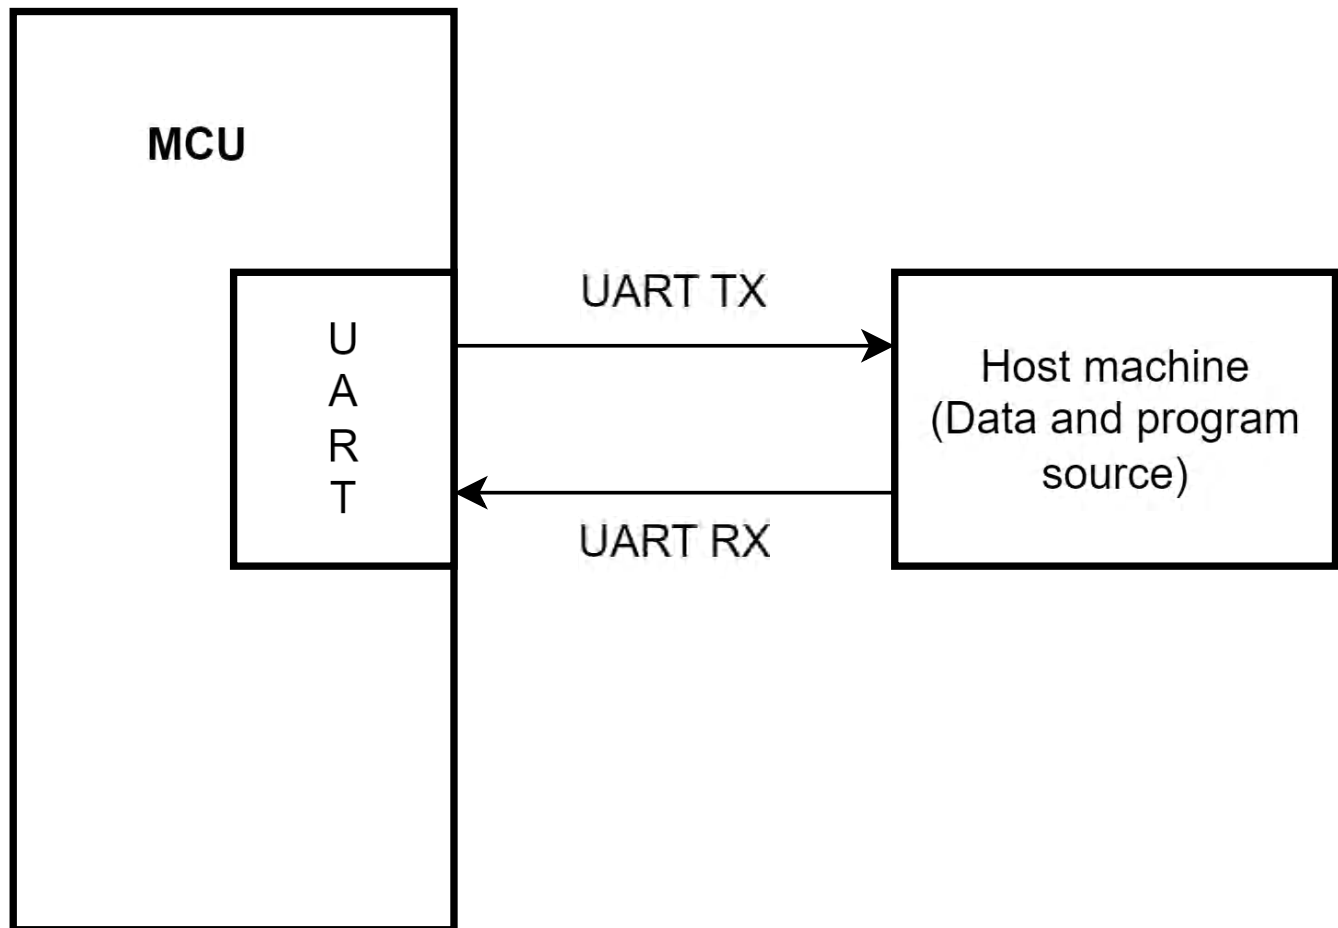 MCU
UART TX
U
A
R
T
Host machine
(Data and program
source)
UART RX